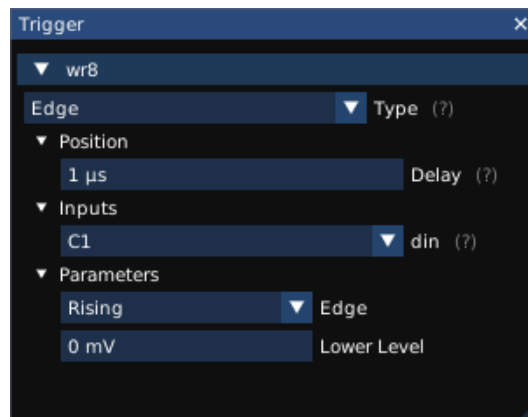 Trigger
wr8
Edge Type (?)
Position
1 µs Delay (?)
Inputs
C1 din (?)
Parameters
Rising Edge
0 mV Lower Level